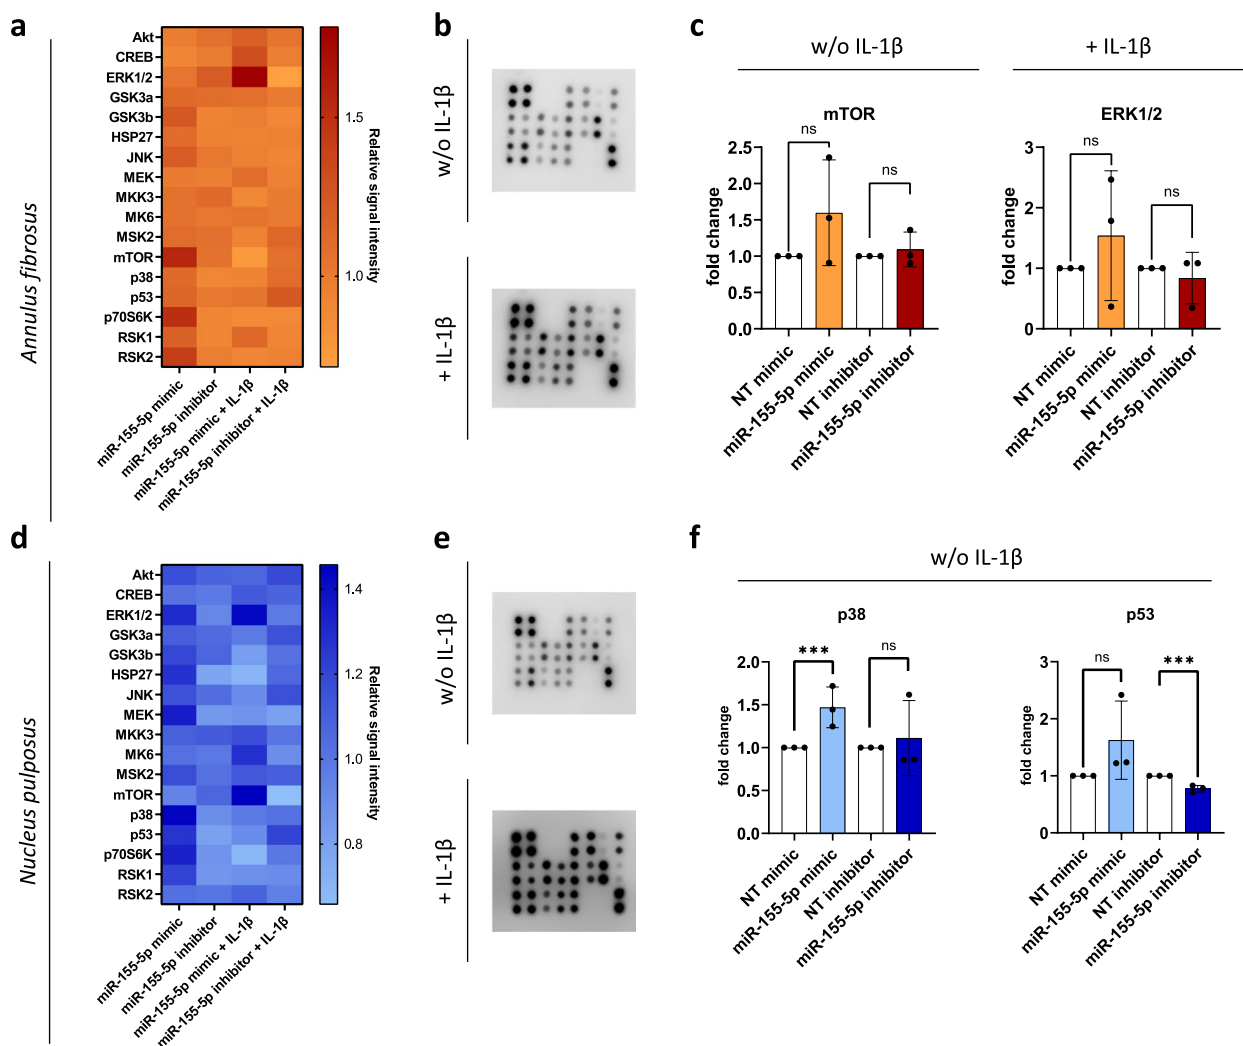 a
Annulus fibrosus
Akt
CREB
ERK1/2
GSK3a
GSK3b
HSP27
JNK
MEK
MKK3
MK6
MSK2
mTOR
p38
p53
p70S6K
RSK1
RSK2
miR-155-5p mimic
miR-155-5p inhibitor
miR-155-5p mimic + IL-1β
miR-155-5p inhibitor + IL-1β
1.5
1.0
Relative signal intensity
b
w/o IL-1β
+ IL-1β
c
w/o IL-1β
mTOR
ns
ns
fold change
2.5
2.0
1.5
1.0
0.5
0.0
NT mimic
miR-155-5p mimic
NT inhibitor
miR-155-5p inhibitor
+ IL-1β
ERK1/2
ns
ns
fold change
3
2
1
0
NT mimic
miR-155-5p mimic
NT inhibitor
miR-155-5p inhibitor
d
Nucleus pulposus
Akt
CREB
ERK1/2
GSK3a
GSK3b
HSP27
JNK
MEK
MKK3
MK6
MSK2
mTOR
p38
p53
p70S6K
RSK1
RSK2
miR-155-5p mimic
miR-155-5p inhibitor
miR-155-5p mimic + IL-1β
miR-155-5p inhibitor + IL-1β
1.4
1.2
1.0
0.8
Relative signal intensity
e
w/o IL-1β
+ IL-1β
f
w/o IL-1β
p38
***
ns
fold change
2.0
1.5
1.0
0.5
0.0
NT mimic
miR-155-5p mimic
NT inhibitor
miR-155-5p inhibitor
p53
ns
***
fold change
3
2
1
0
NT mimic
miR-155-5p mimic
NT inhibitor
miR-155-5p inhibitor